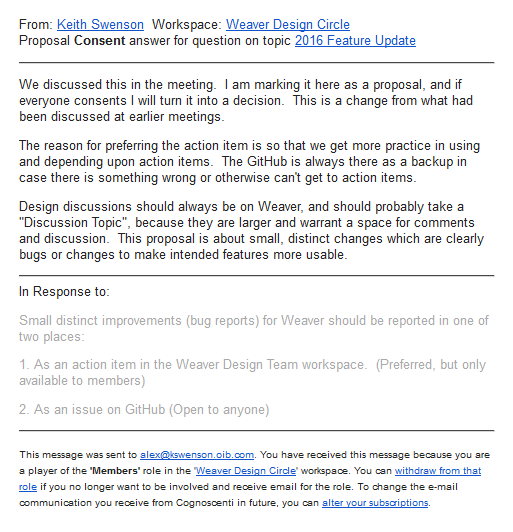 From: Keith Swenson  Workspace: Weaver Design Circle
Proposal Consent answer for question on topic 2016 Feature Update
We discussed this in the meeting.  I am marking it here as a proposal, and if
everyone consents I will turn it into a decision.  This is a change from what had
been discussed at earlier meetings.
The reason for preferring the action item is so that we get more practice in using
and depending upon action items.  The GitHub is always there as a backup in
case there is something wrong or otherwise can't get to action items.
Design discussions should always be on Weaver, and should probably take a
"Discussion Topic", because they are larger and warrant a space for comments
and discussion.  This proposal is about small, distinct changes which are clearly
bugs or changes to make intended features more usable.
In Response to:
Small distinct improvements (bug reports) for Weaver should be reported in one of
two places:
1. As an action item in the Weaver Design Team workspace.  (Preferred, but only
available to members)
2. As an issue on GitHub (Open to anyone)
This message was sent to alex@kswenson.oib.com. You have received this message because you are
a player of the 'Members' role in the 'Weaver Design Circle' workspace. You can withdraw from that
role if you no longer want to be involved and receive email for the role. To change the e-mail
communication you receive from Cognoscenti in future, you can alter your subscriptions.